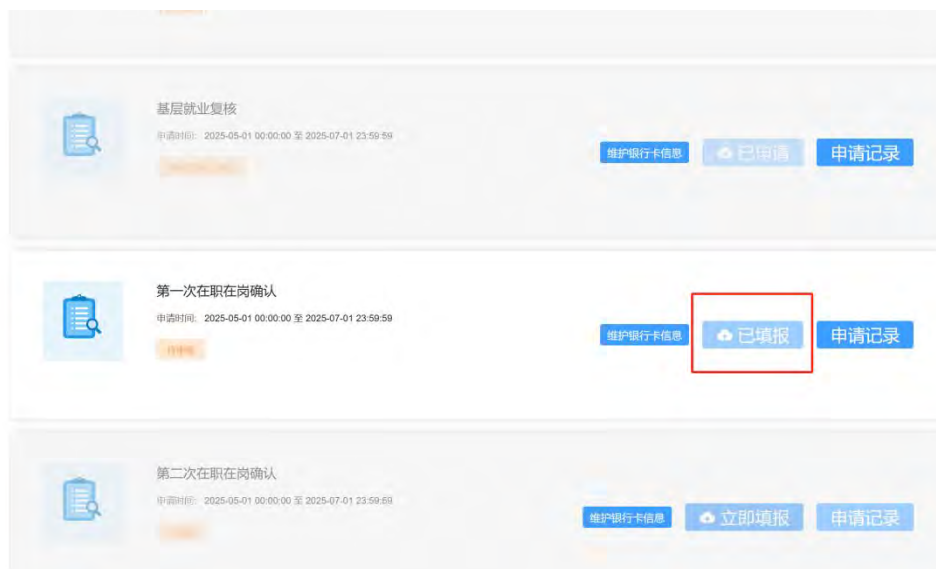 基层就业复核
申请时间: 2025-05-01 00:00:00 至 2025-07-01 23:59:59
维护银行卡信息 已申请 申请记录
第一次在职在岗确认
申请时间: 2025-05-01 00:00:00 至 2025-07-01 23:59:59
维护银行卡信息 已填报 申请记录
第二次在职在岗确认
申请时间: 2025-05-01 00:00:00 至 2025-07-01 23:59:59
维护银行卡信息 立即填报 申请记录